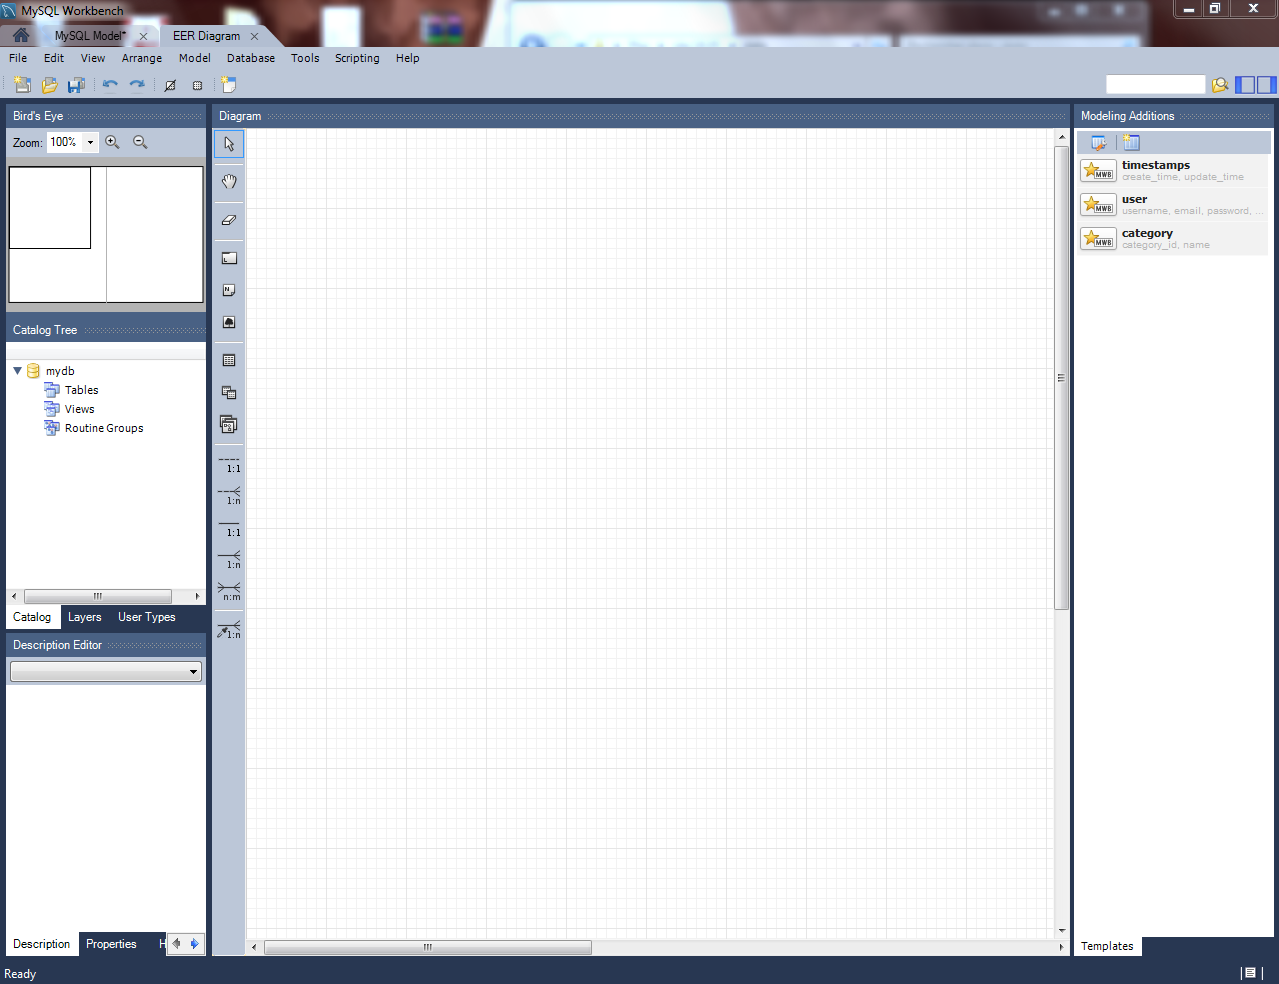 MySQL Workbench
MySQL Model*
EER Diagram
File Edit View Arrange Model Database Tools Scripting Help
Bird's Eye
Zoom: 100%
Catalog Tree
mydb
Tables
Views
Routine Groups
Catalog Layers User Types
Description Editor
Description Properties H
Ready
Diagram
L
N
1:1
1:n
1:1
1:n
n:m
1:n
Modeling Additions
MWB
timestamps
create_time, update_time
MWB
user
username, email, password, ...
MWB
category
category_id, name
Templates